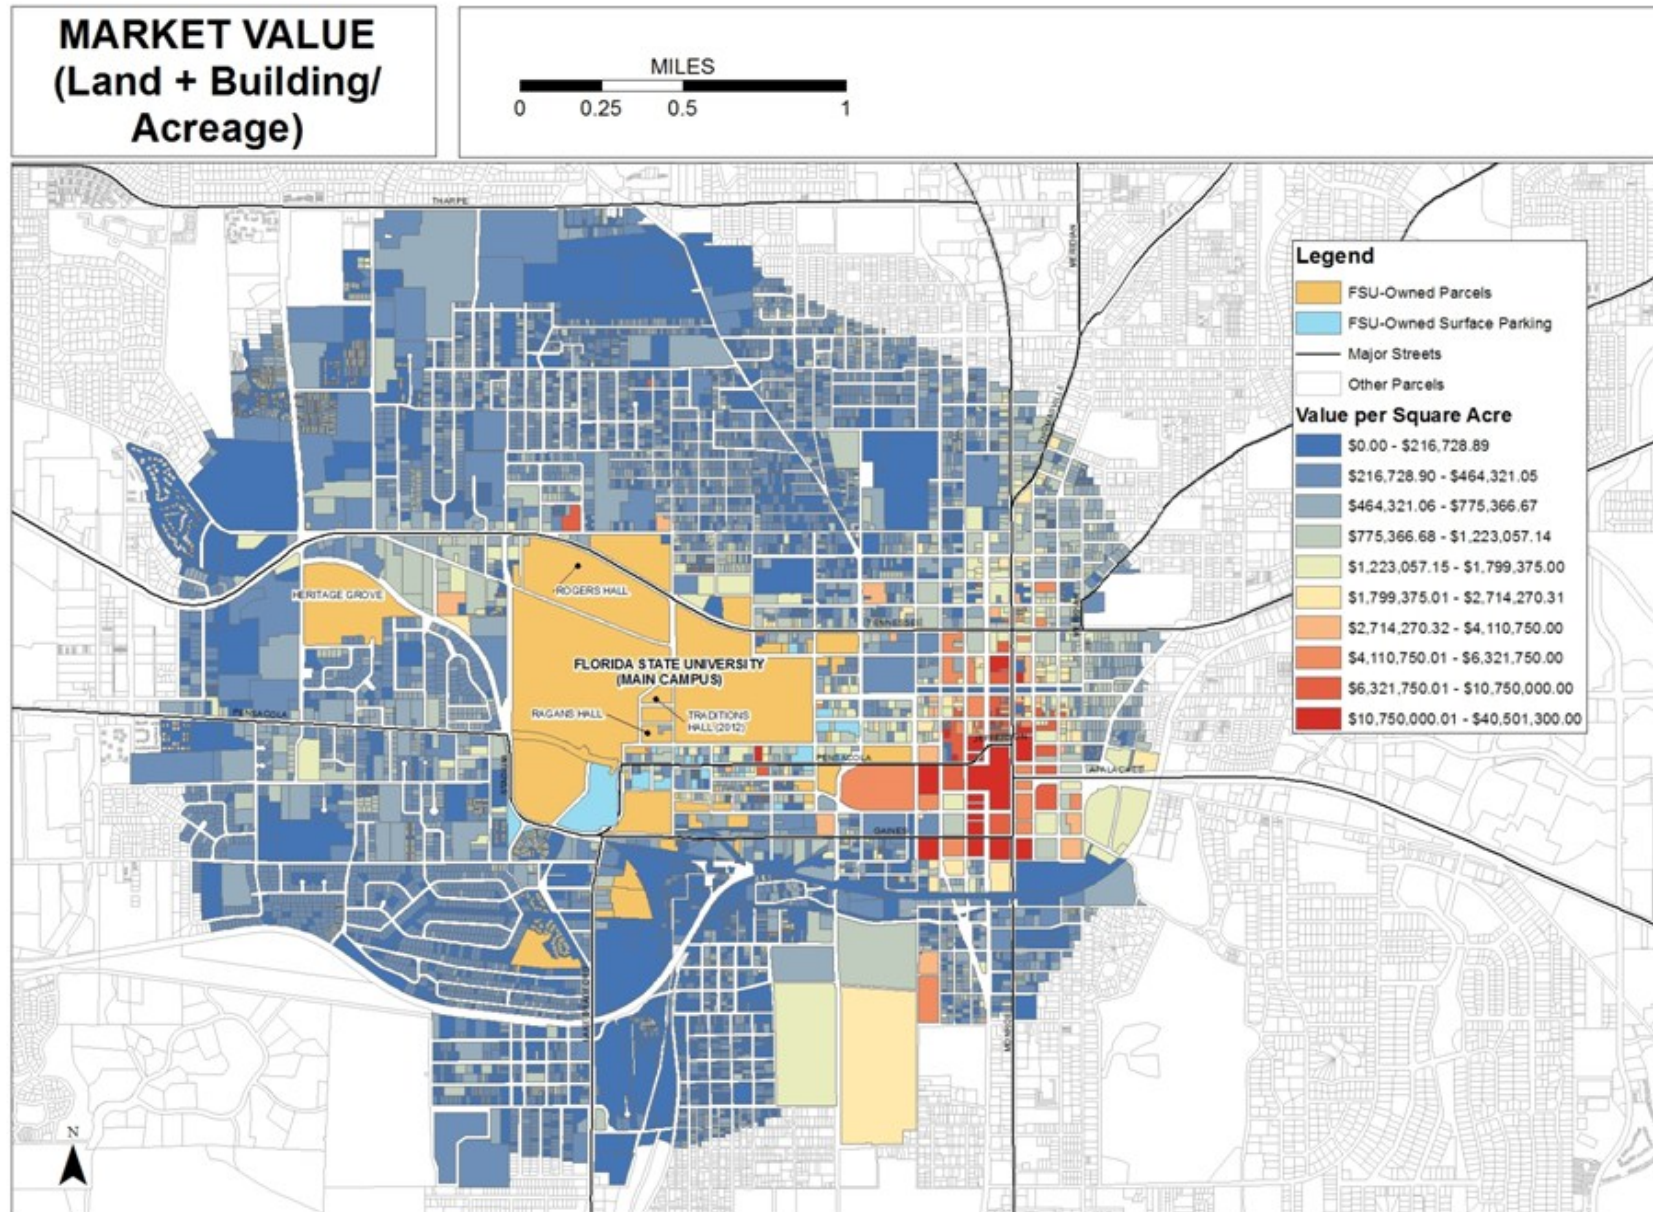 MARKET VALUE
(Land + Building/
Acreage)
MILES
0 0.25 0.5 1
THARPE
MERIDIAN
Legend
FSU-Owned Parcels
FSU-Owned Surface Parking
Major Streets
Other Parcels
Value per Square Acre
$0.00 - $216,728.89
$216,728.90 - $464,321.05
$464,321.06 - $775,366.67
$775,366.68 - $1,223,057.14
$1,223,057.15 - $1,799,375.00
$1,799,375.01 - $2,714,270.31
$2,714,270.32 - $4,110,750.00
$4,110,750.01 - $6,321,750.00
$6,321,750.01 - $10,750,000.00
$10,750,000.01 - $40,501,300.00
ROGERS HALL
HERITAGE GROVE
TENNESSEE
FLORIDA STATE UNIVERSITY
(MAIN CAMPUS)
RAGANS HALL
TRADITIONS
HALL (2012)
PENSACOLA
PENSACOLA
STADIUM
GAINES
MONROE
N